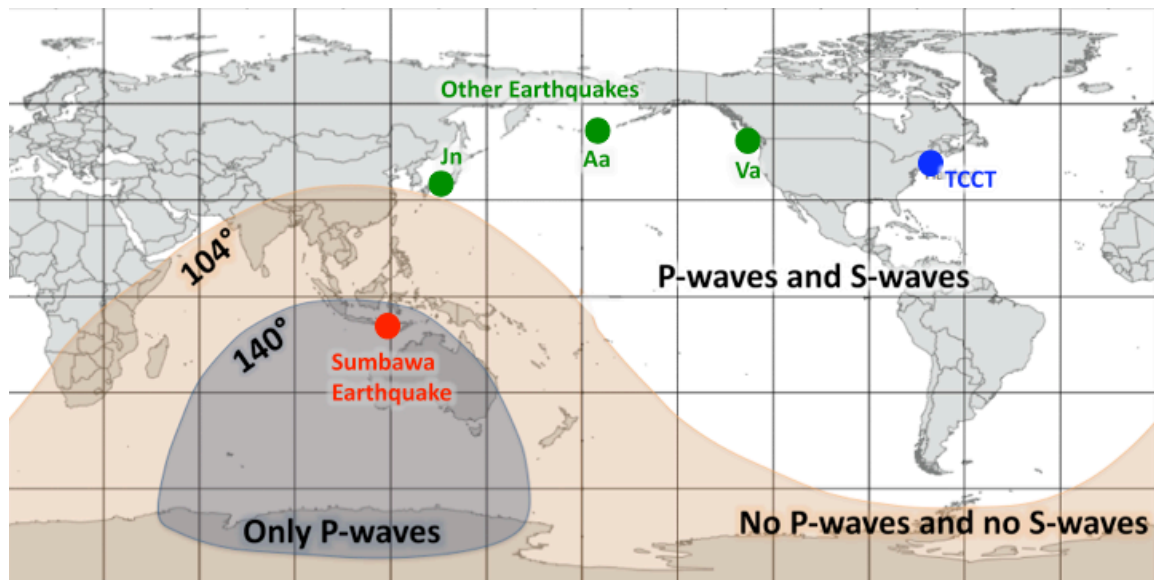 Other Earthquakes
Jn
Aa
Va
TCCT
104°
P-waves and S-waves
140°
Sumbawa
Earthquake
Only P-waves
No P-waves and no S-waves